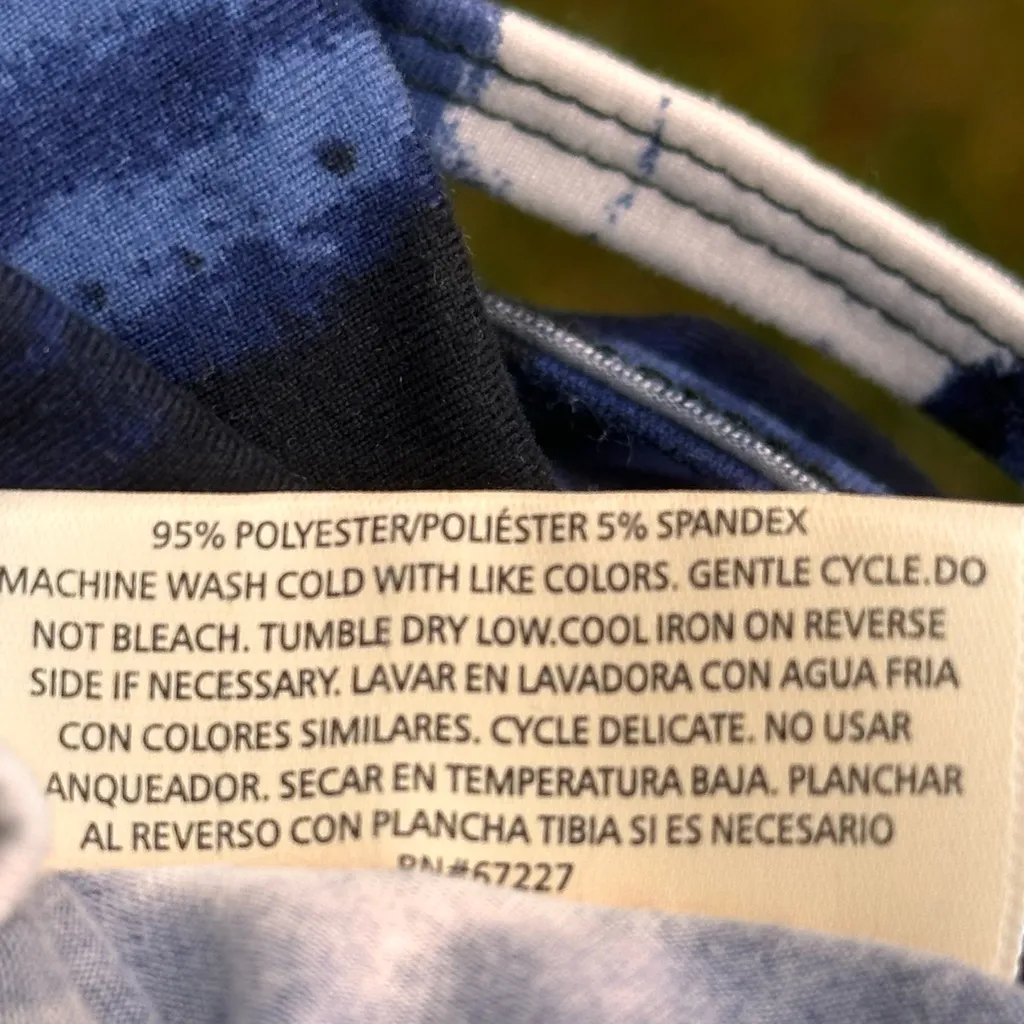 95% POLYESTER/POLIÉSTER 5% SPANDEX
MACHINE WASH COLD WITH LIKE COLORS. GENTLE CYCLE.DO
NOT BLEACH. TUMBLE DRY LOW.COOL IRON ON REVERSE
SIDE IF NECESSARY. LAVAR EN LAVADORA CON AGUA FRIA
CON COLORES SIMILARES. CYCLE DELICATE. NO USAR
ANQUEADOR. SECAR EN TEMPERATURA BAJA. PLANCHAR
AL REVERSO CON PLANCHA TIBIA SI ES NECESARIO
RN#67227